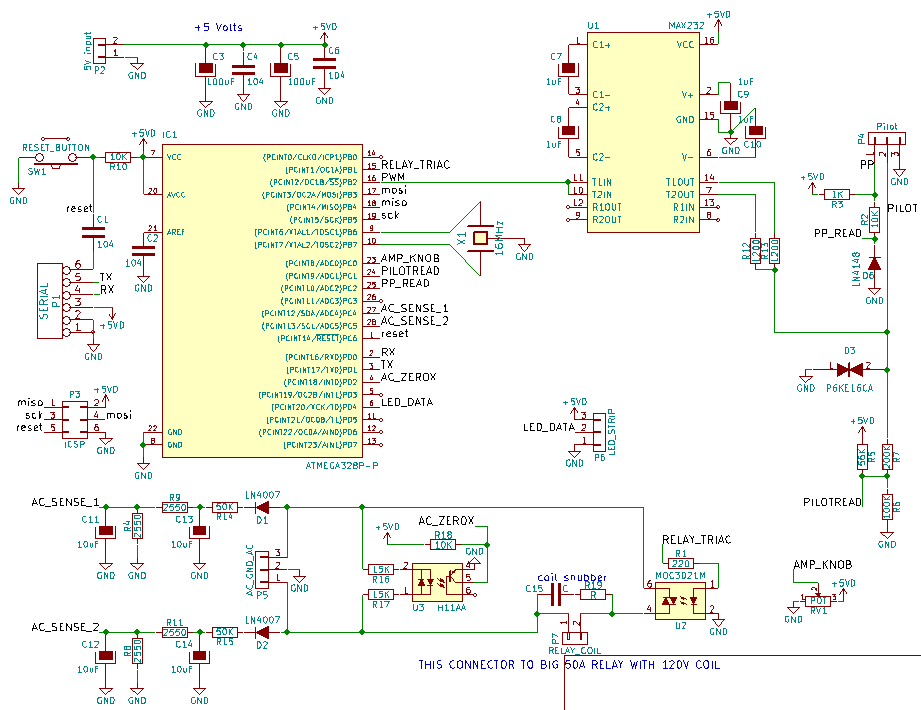 +5 Volts
+5VD
5V input
P2
2
1
GND
C3
100uF
GND
C4
104
GND
C5
100uF
GND
C6
104
GND
U1
MAX232
+5VD
1
C1+
VCC
16
C7
1uF
3
C1-
V+
2
1uF
C9
4
C2+
GND
15
1uF
C10
GND
C8
1uF
5
C2-
V-
6
11
T1IN
T1OUT
14
10
T2IN
T2OUT
7
12
R1OUT
R1IN
13
9
R2OUT
R2IN
8
R12
200
R13
200
P4
Pilot
1
2
3
PP
GND
+5VD
1K
R3
PILOT
R2
10K
PP_READ
1N4148
D6
GND
D3
1
2
P6KE16CA
GND
+5VD
56K
R5
200K
R7
PILOTREAD
100K
R6
GND
RESET_BUTTON
SW1
GND
10K
R10
+5VD
reset
C1
104
C2
104
GND
SERIAL
P1
6
5
4
3
2
1
TX
RX
+5VD
GND
miso
sck
reset
P3
1
2
3
4
5
6
ICSP
+5VD
mosi
GND
IC1
7
VCC
20
AVCC
21
AREF
22
GND
8
GND
GND
(PCINT0/CLKO/ICP1)PB0
14
(PCINT1/OC1A)PB1
15
RELAY_TRIAC
(PCINT2/OC1B/SS)PB2
16
PWM
(PCINT3/OC2A/MOSI)PB3
17
mosi
(PCINT4/MISO)PB4
18
miso
(PCINT5/SCK)PB5
19
sck
(PCINT6/XTAL1/TOSC1)PB6
9
(PCINT7/XTAL2/TOSC2)PB7
10
(PCINT8/ADC0)PC0
23
AMP_KNOB
(PCINT9/ADC1)PC1
24
PILOTREAD
(PCINT10/ADC2)PC2
25
PP_READ
(PCINT11/ADC3)PC3
26
(PCINT12/SDA/ADC4)PC4
27
AC_SENSE_1
(PCINT13/SCL/ADC5)PC5
28
AC_SENSE_2
(PCINT14/RESET)PC6
1
reset
(PCINT16/RXD)PD0
2
RX
(PCINT17/TXD)PD1
3
TX
(PCINT18/INT0)PD2
4
AC_ZEROX
(PCINT19/OC2B/INT1)PD3
5
(PCINT20/XCK/T0)PD4
6
LED_DATA
(PCINT21/OC0B/T1)PD5
11
(PCINT22/OC0A/AIN0)PD6
12
(PCINT23/AIN1)PD7
13
ATMEGA328P-P
X1
16MHZ
GND
+5VD
LED_DATA
3
2
1
GND
P6
LED_STRIP
AC_SENSE_1
C11
10uF
GND
R4
2550
GND
R9
2550
C13
10uF
GND
50K
R14
1N4007
D1
AC_GND_AC
P5
3
2
1
GND
AC_SENSE_2
C12
10uF
GND
R8
2550
GND
R11
2550
C14
10uF
GND
50K
R15
1N4007
D2
+5VD
AC_ZEROX
R18
10K
GND
15K
R16
15K
R17
2
1
4
5
6
U3
H11AA
coil snubber
C15
C
R19
R
1
2
P7
RELAY_COIL
RELAY_TRIAC
R1
220
MOC3021M
6
4
1
2
U2
GND
AMP_KNOB
+5VD
GND
1
2
3
POT
RV1
THIS CONNECTOR TO BIG 50A RELAY WITH 120V COIL